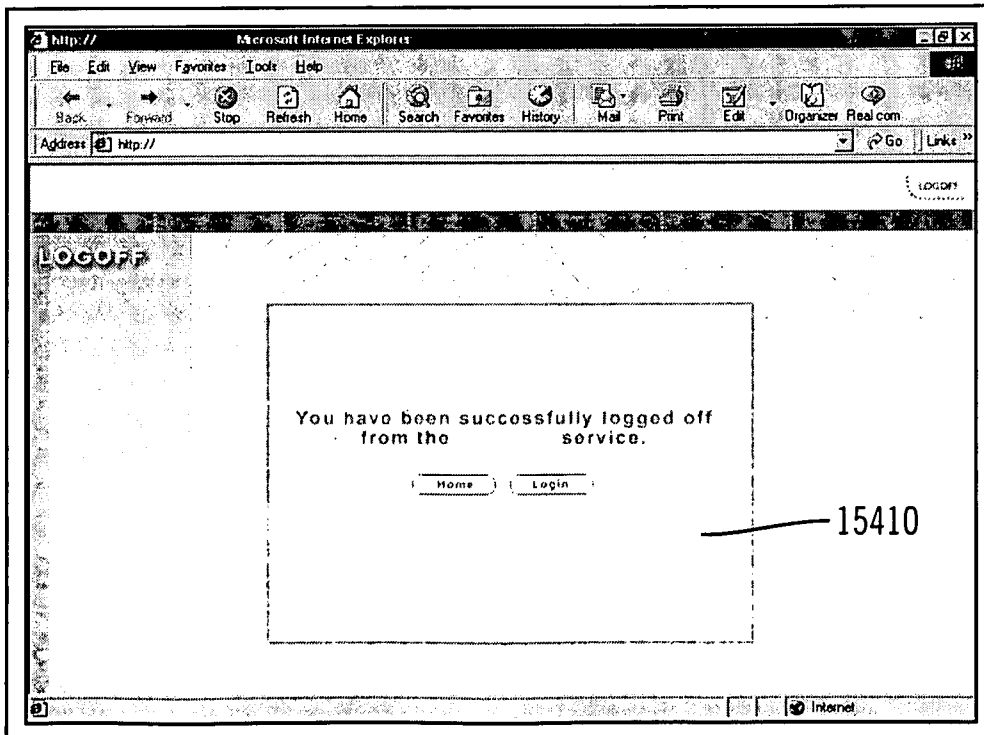 http:// Microsoft Internet Explorer
File Edit View Favorites Tools Help
Back Forward Stop Refresh Home Search Favorites History Mail Print Edit Organizer Real com
Address http:// Go Links »
LOGOFF
LOGOFF
You have been successfully logged off
from the service.
Home Login
15410
Internet